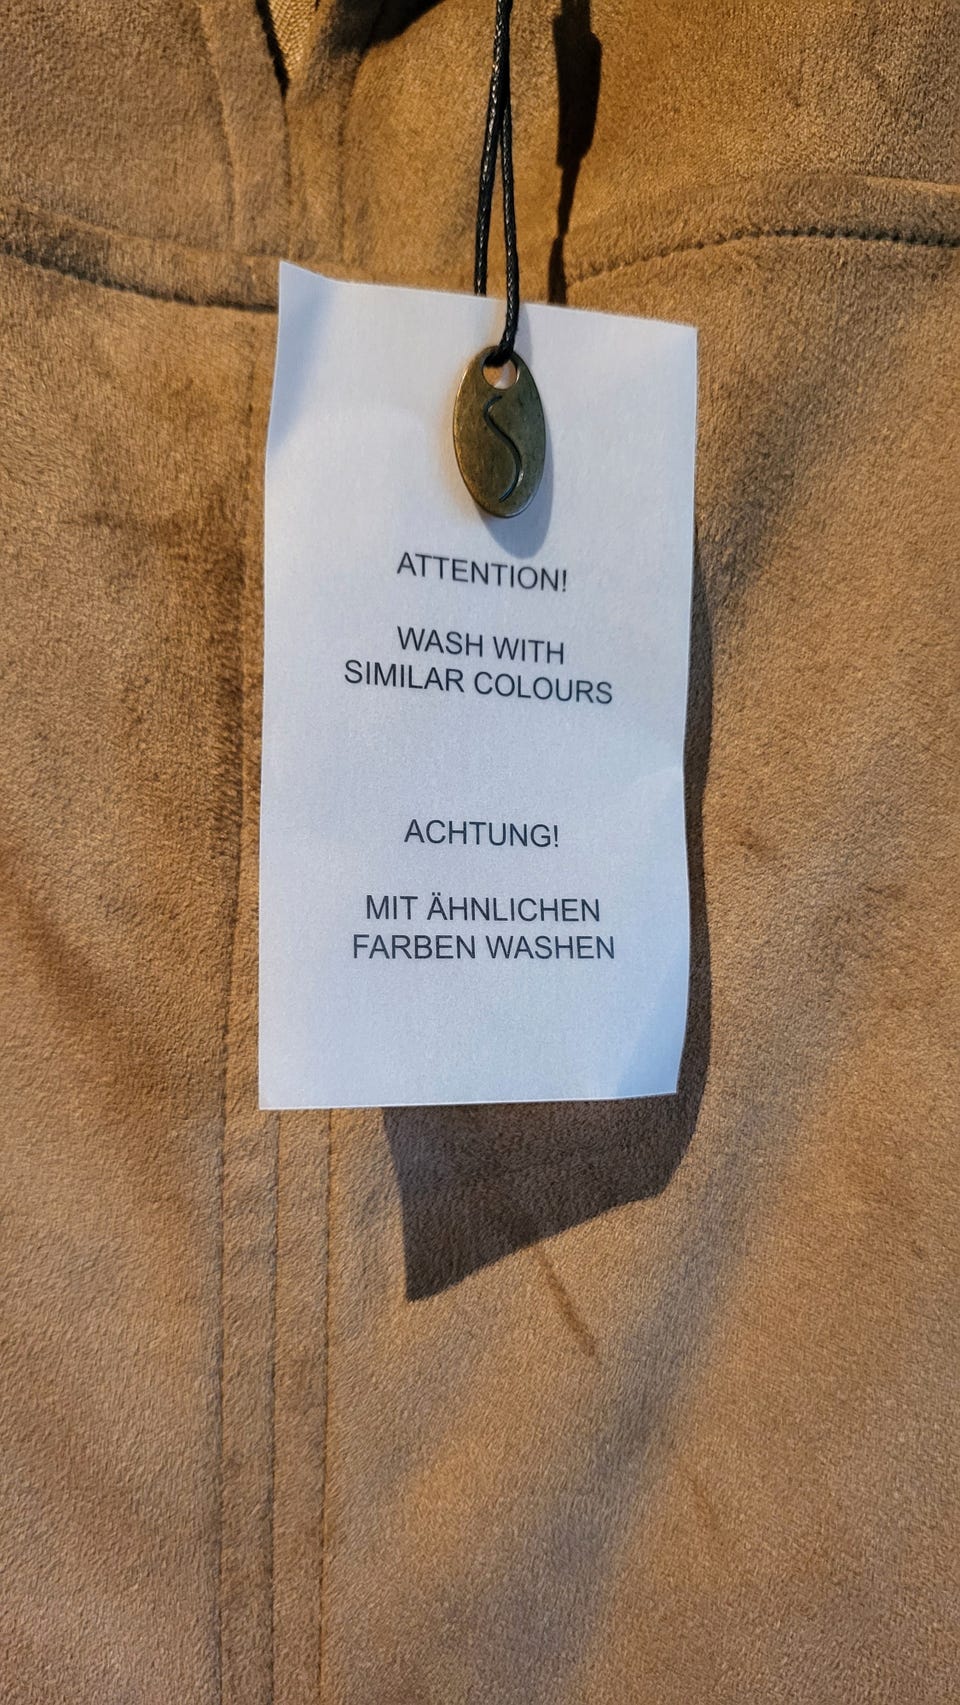 ATTENTION!
WASH WITH
SIMILAR COLOURS
ACHTUNG!
MIT ÄHNLICHEN
FARBEN WASHEN